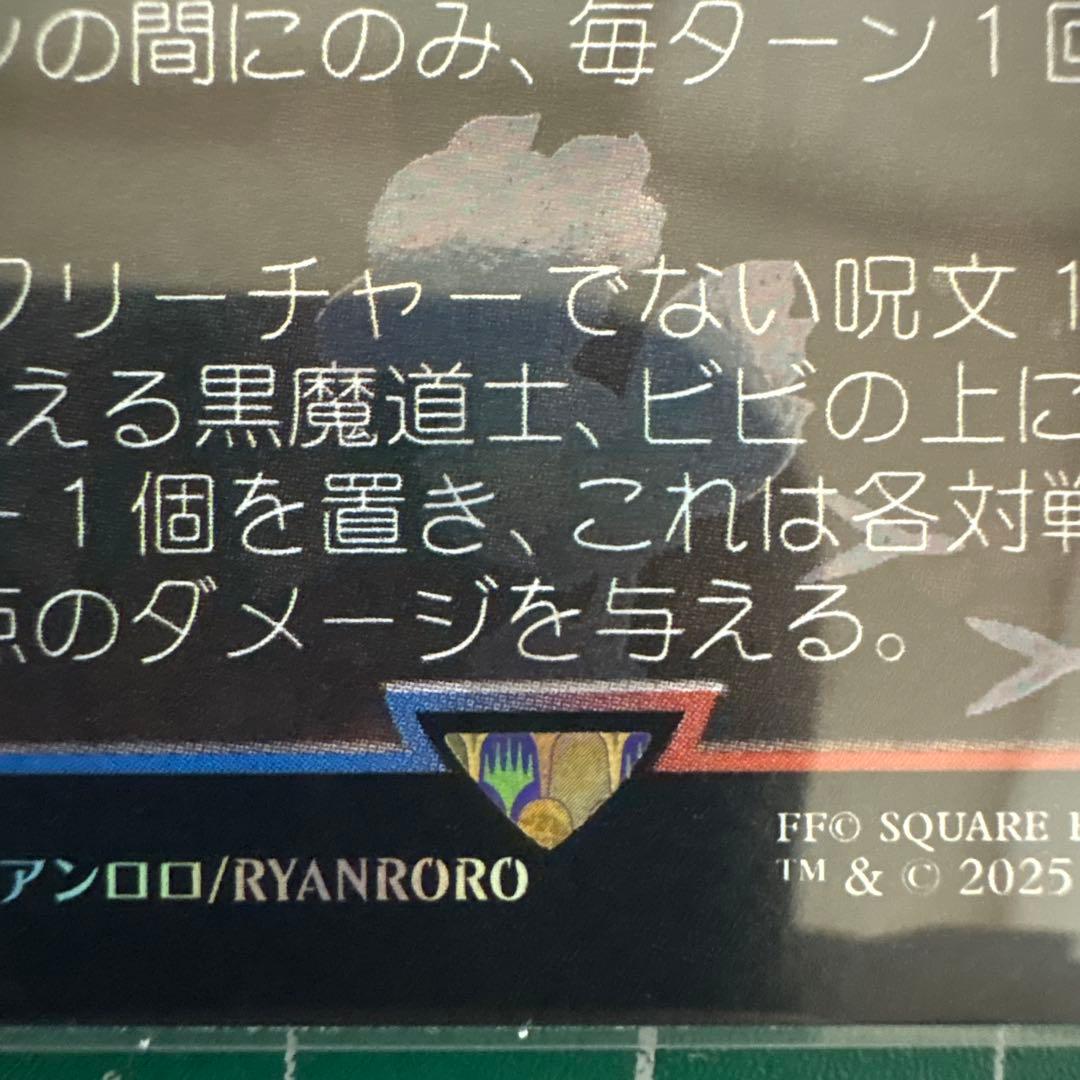 の間にのみ、毎ターン1回
リーチャーでない呪文1
える黒魔道士、ビビの上に
1個を置き、これは各対戦
点のダメージを与える。
アンロロ/RYANRORO
FF© SQUARE
™ & © 2025